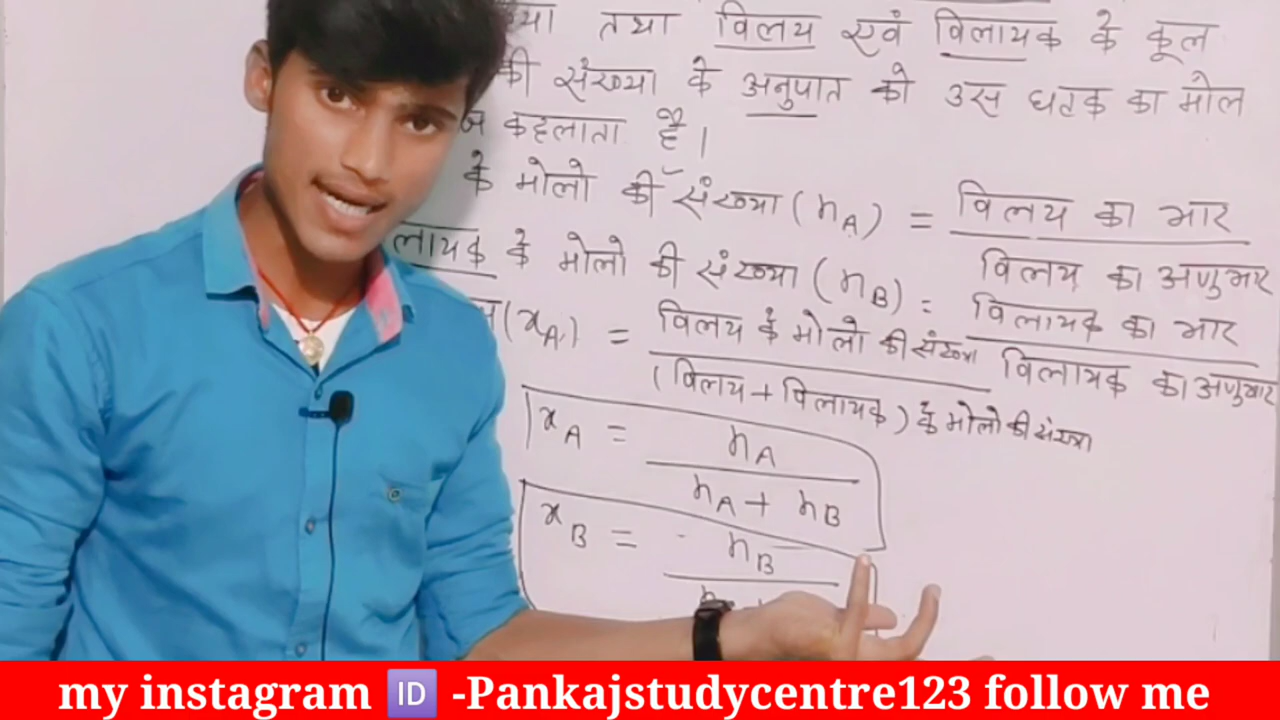 तथा विलय एवं विलायक के कूल
की संख्या के अनुपात को उस घटक का मोल
कहलाता है।
के मोलो की संख्या (nA) = विलय का भार
विलय का अणुभार
लायक के मोलो की संख्या (nB) = विलायक का भार
विलायक का अणुभार
(xA) = विलय के मोलो की संख्या
(विलय + विलायक) के मोलो की संख्या
xA = nA
nA + nB
xB = nB
my instagram 🆔 -Pankajstudycentre123 follow me